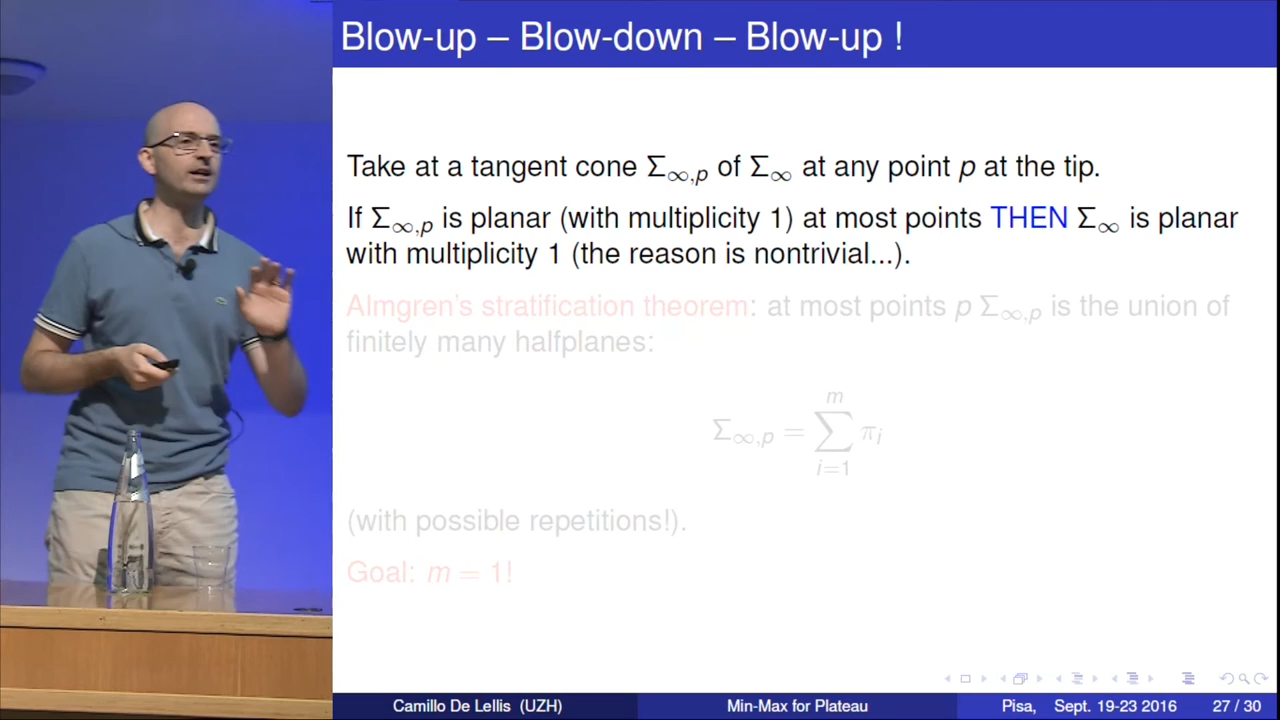 Blow-up – Blow-down – Blow-up !
Take at a tangent cone Σ∞,p of Σ∞ at any point p at the tip.
If Σ∞,p is planar (with multiplicity 1) at most points THEN Σ∞ is planar
with multiplicity 1 (the reason is nontrivial...).
Almgren's stratification theorem: at most points p Σ∞,p is the union of
finitely many halfplanes:
Σ∞,p = ∑_{i=1}^{m} πi
(with possible repetitions!).
Goal: m = 1!
Camillo De Lellis (UZH) Min-Max for Plateau Pisa, Sept. 19-23 2016 27 / 30